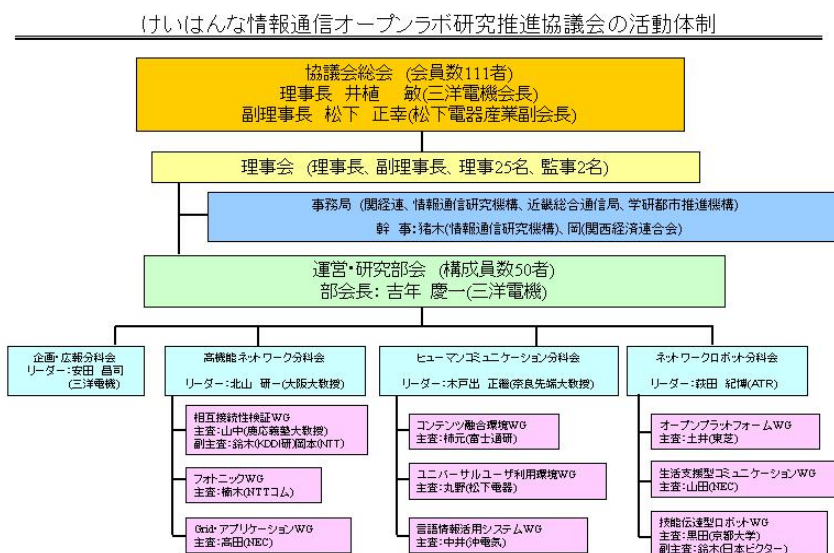 けいはんな情報通信オープンラボ研究推進協議会の活動体制
協議会総会 (会員数111者)
理事長 井植 敏(三洋電機会長)
副理事長 松下 正幸(松下電器産業副会長)
理事会 (理事長、副理事長、理事25名、監事2名)
事務局 (関経連、情報通信研究機構、近畿総合通信局、学研都市推進機構)
幹 事:猪木(情報通信研究機構)、岡(関西経済連合会)
運営・研究部会 (構成員数50者)
部会長: 吉年 慶一(三洋電機)
企画・広報分科会
リーダー:安田 昌司
(三洋電機)
高機能ネットワーク分科会
リーダー:北山 研一(大阪大教授)
相互接続性検証WG
主査:山中(慶応義塾大教授)
副主査:鈴木(KDDI研)岡本(NTT)
フォトニックWG
主査:楠木(NTTコム)
Grid・アプリケーションWG
主査:高田(NEC)
ヒューマンコミュニケーション分科会
リーダー:木戸出 正継(奈良先端大教授)
コンテンツ融合環境WG
主査:柿元(富士通研)
ユニバーサルユーザ利用環境WG
主査:丸野(松下電器)
言語情報活用システムWG
主査:中井(沖電気)
ネットワークロボット分科会
リーダー:萩田 紀博(ATR)
オープンプラットフォームWG
主査:土井(東芝)
生活支援型コミュニケーションWG
主査:山田(NEC)
技能伝達型ロボットWG
主査:黒田(京都大学)
副主査:鈴木(日本ビクター)